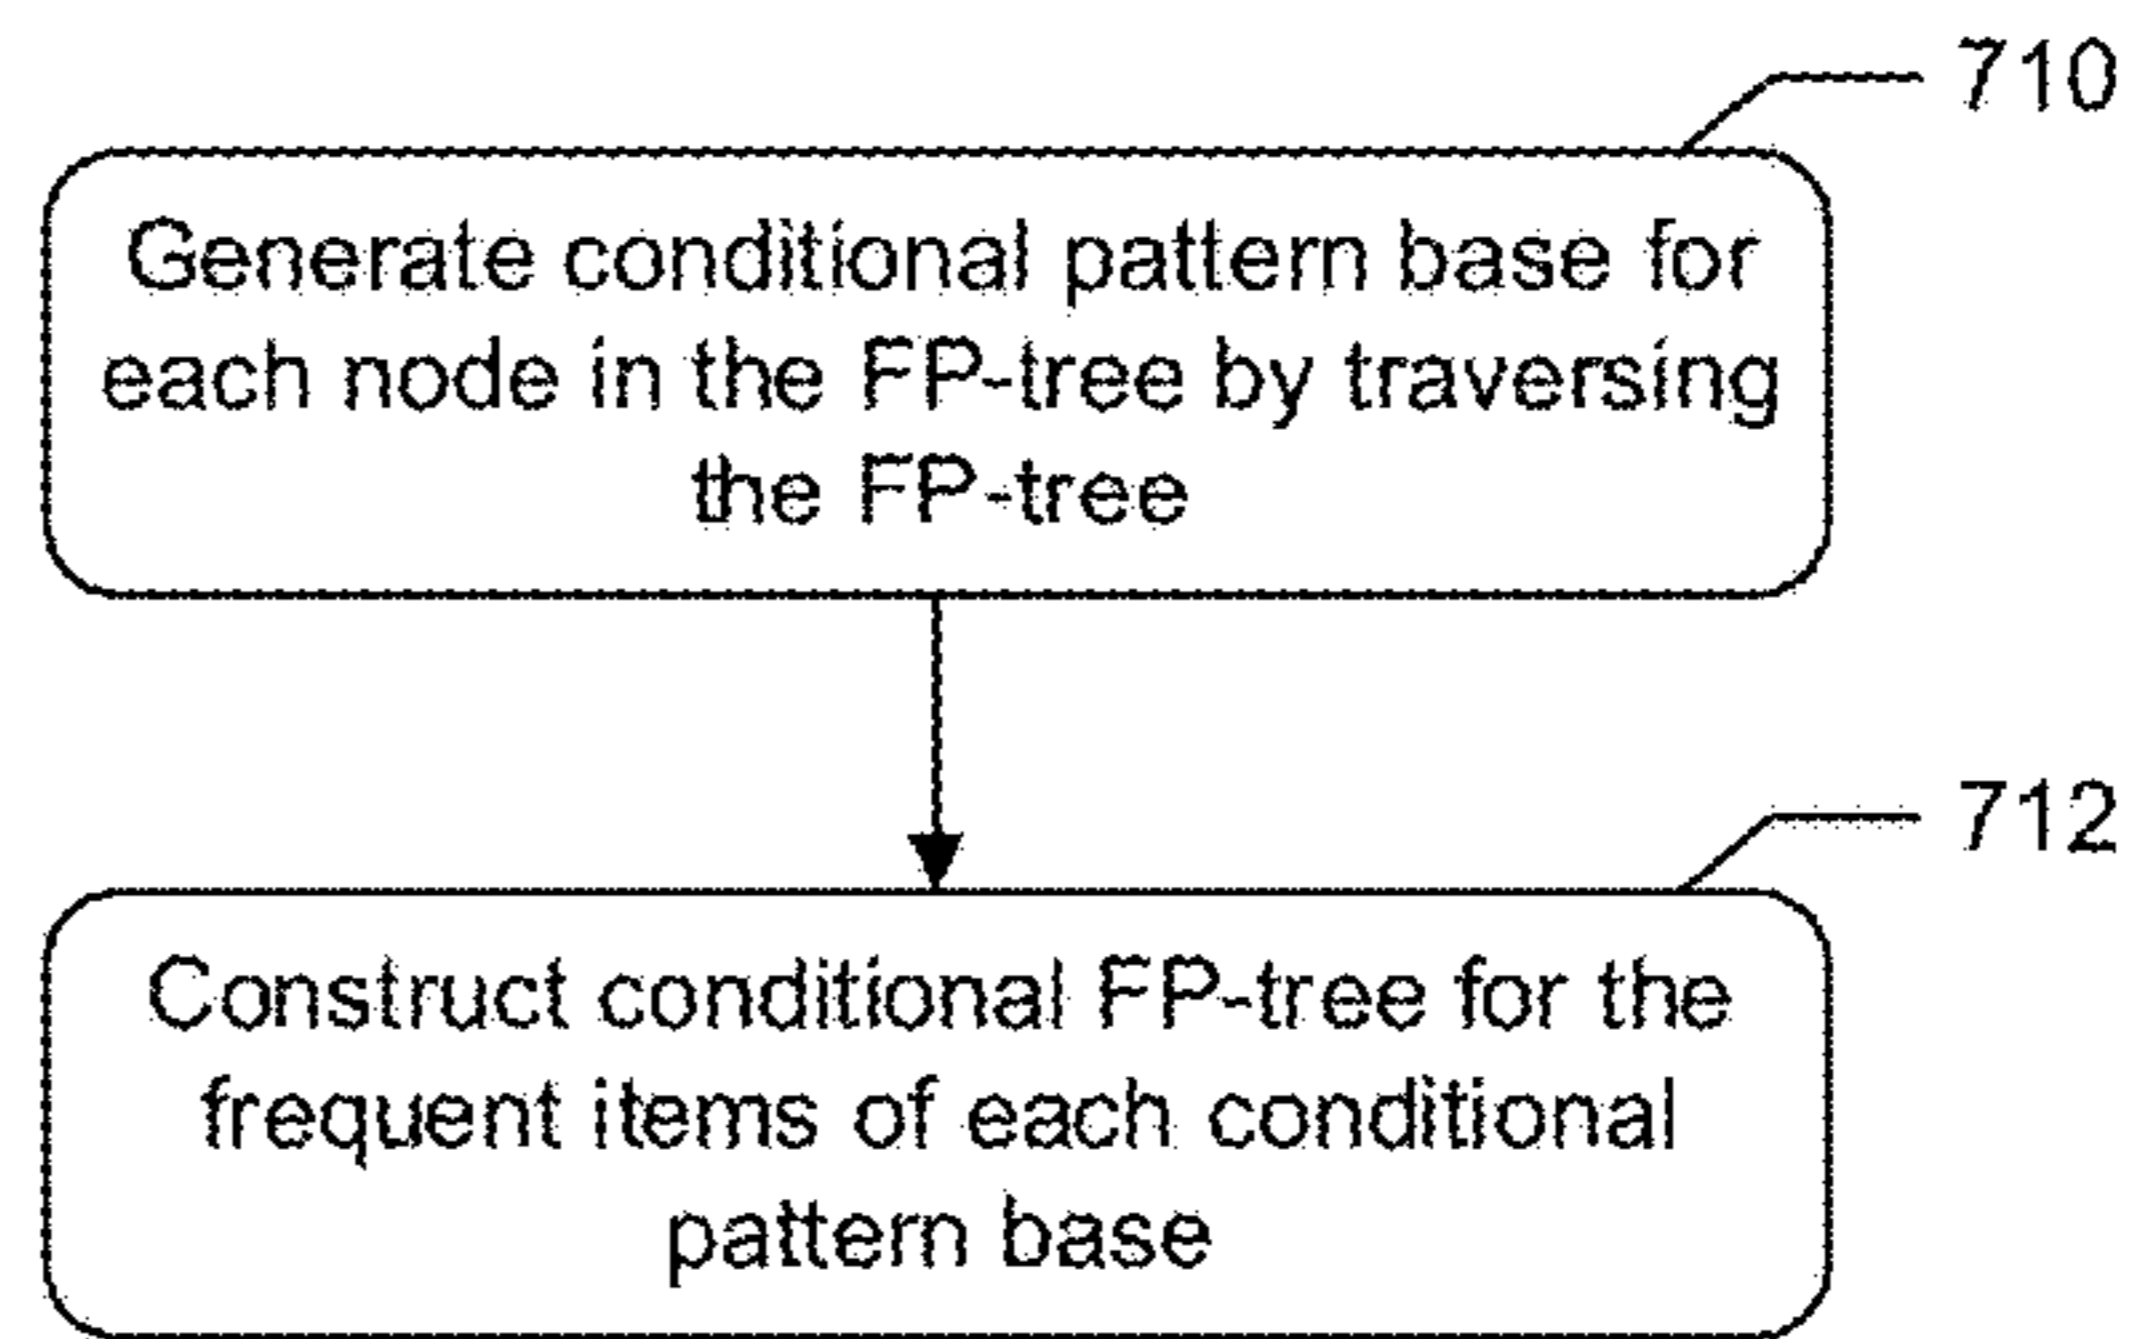 710
Generate conditional pattern base for
each node in the FP-tree by traversing
the FP-tree
712
Construct conditional FP-tree for the
frequent items of each conditional
pattern base